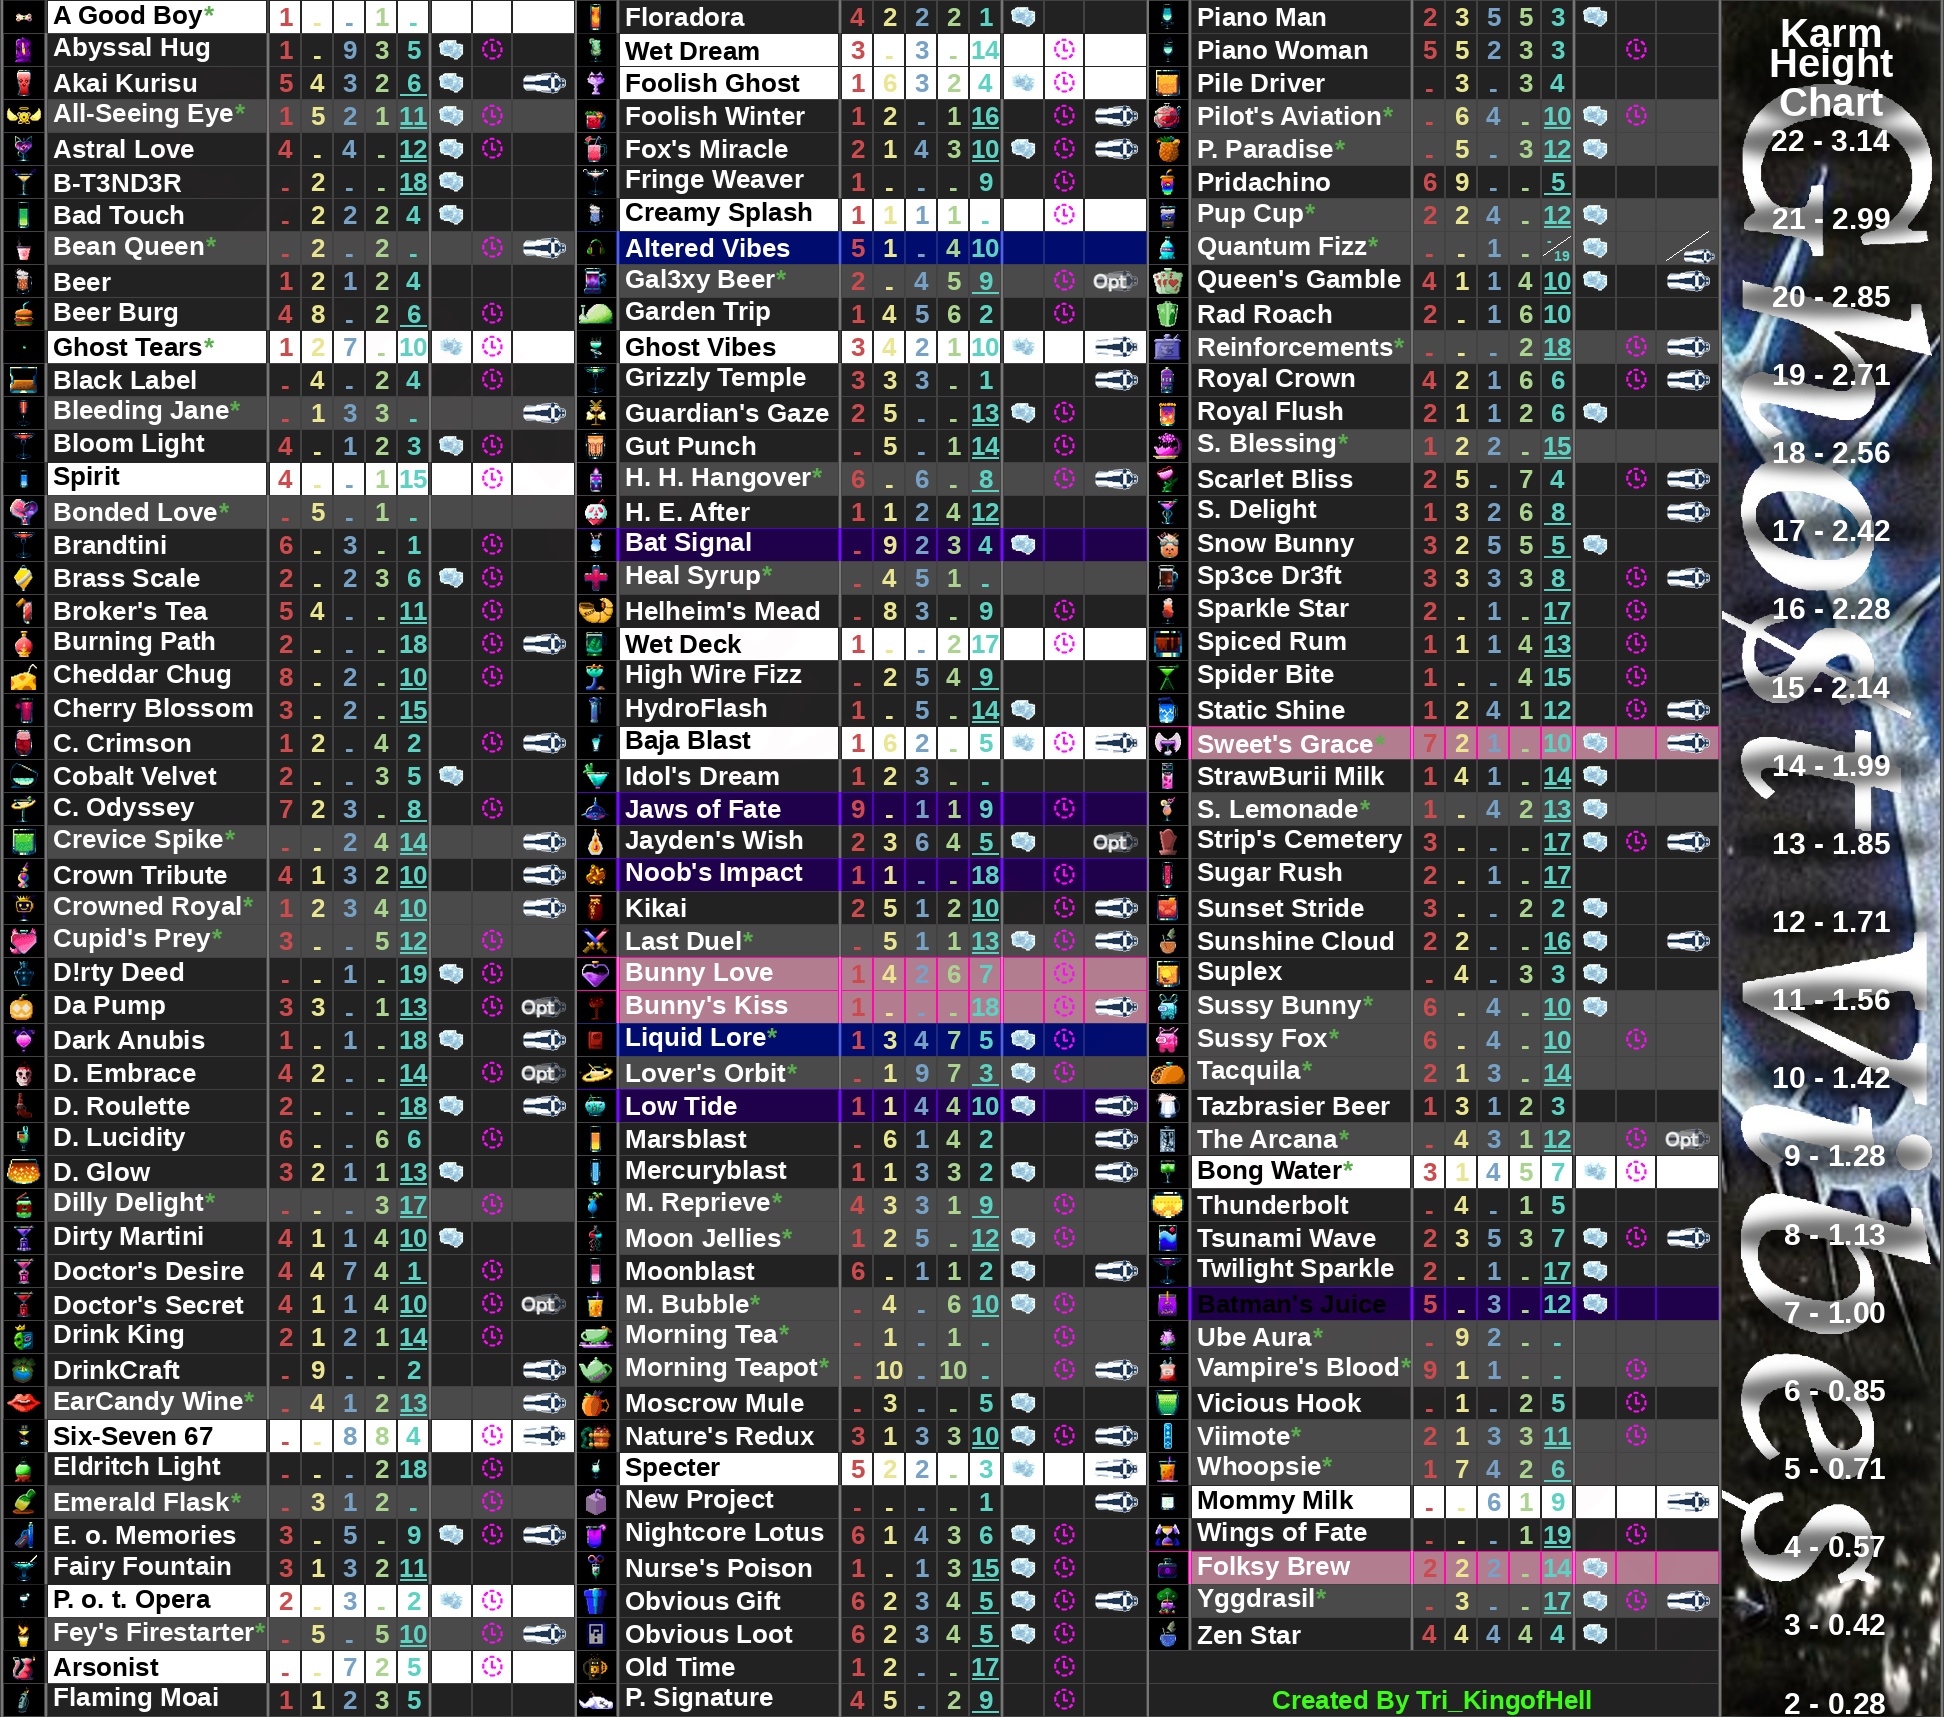 A Good Boy* 1 - - 1 -
Abyssal Hug 1 - 9 3 5
Akai Kurisu 5 4 3 2 6
All-Seeing Eye* 1 5 2 1 11
Astral Love 4 - 4 - 12
B-T3ND3R - 2 - - 18
Bad Touch - 2 2 2 4
Bean Queen* - 2 - 2 -
Beer 1 2 1 2 4
Beer Burg 4 8 - 2 6
Ghost Tears* 1 2 7 - 10
Black Label - 4 - 2 4
Bleeding Jane* - 1 3 3 -
Bloom Light 4 - 1 2 3
Spirit 4 - - 1 15
Bonded Love* - 5 - 1 -
Brandtini 6 - 3 - 1
Brass Scale 2 - 2 3 6
Broker's Tea 5 4 - - 11
Burning Path 2 - - - 18
Cheddar Chug 8 - 2 - 10
Cherry Blossom 3 - 2 - 15
C. Crimson 1 2 - 4 2
Cobalt Velvet 2 - - 3 5
C. Odyssey 7 2 3 - 8
Crevice Spike* - - 2 4 14
Crown Tribute 4 1 3 2 10
Crowned Royal* 1 2 3 4 10
Cupid's Prey* 3 - - 5 12
D!rty Deed - - 1 - 19
Da Pump 3 3 - 1 13 Opt
Dark Anubis 1 - 1 - 18
D. Embrace 4 2 - - 14 Opt
D. Roulette 2 - - - 18
D. Lucidity 6 - - 6 6
D. Glow 3 2 1 1 13
Dilly Delight* - - - 3 17
Dirty Martini 4 1 1 4 10
Doctor's Desire 4 4 7 4 1
Doctor's Secret 4 1 1 4 10 Opt
Drink King 2 1 2 1 14
DrinkCraft - 9 - - 2
EarCandy Wine* - 4 1 2 13
Six-Seven 67 - - 8 8 4
Eldritch Light - - - 2 18
Emerald Flask* - 3 1 2 -
E. o. Memories 3 - 5 - 9
Fairy Fountain 3 1 3 2 11
P. o. t. Opera 2 - 3 - 2
Fey's Firestarter* - 5 - 5 10
Arsonist - - 7 2 5
Flaming Moai 1 1 2 3 5
Floradora 4 2 2 2 1
Wet Dream 3 - 3 - 14
Foolish Ghost 1 6 3 2 4
Foolish Winter 1 2 - 1 16
Fox's Miracle 2 1 4 3 10
Fringe Weaver 1 - - - 9
Creamy Splash 1 1 1 1 -
Altered Vibes 5 1 - 4 10
Gal3xy Beer* 2 - 4 5 9 Opt
Garden Trip 1 4 5 6 2
Ghost Vibes 3 4 2 1 10
Grizzly Temple 3 3 3 - 1
Guardian's Gaze 2 5 - - 13
Gut Punch - 5 - 1 14
H. H. Hangover* 6 - 6 - 8
H. E. After 1 1 2 4 12
Bat Signal - 9 2 3 4
Heal Syrup* - 4 5 1 -
Helheim's Mead - 8 3 - 9
Wet Deck 1 - - 2 17
High Wire Fizz - 2 5 4 9
HydroFlash 1 - 5 - 14
Baja Blast 1 6 2 - 5
Idol's Dream 1 2 3 - -
Jaws of Fate 9 - 1 1 9
Jayden's Wish 2 3 6 4 5 Opt
Noob's Impact 1 1 - - 18
Kikai 2 5 1 2 10
Last Duel* - 5 1 1 13
Bunny Love 1 4 2 6 7
Bunny's Kiss 1 - - - 18
Liquid Lore* 1 3 4 7 5
Lover's Orbit* - 1 9 7 3
Low Tide 1 1 4 4 10
Marsblast - 6 1 4 2
Mercuryblast 1 1 3 3 2
M. Reprieve* 4 3 3 1 9
Moon Jellies* 1 2 5 - 12
Moonblast 6 - 1 1 2
M. Bubble* - 4 - 6 10
Morning Tea* - 1 - 1 -
Morning Teapot* - 10 - 10 -
Moscrow Mule - 3 - - 5
Nature's Redux 3 1 3 3 10
Specter 5 2 2 - 3
New Project - - - - 1
Nightcore Lotus 6 1 4 3 6
Nurse's Poison 1 - 1 3 15
Obvious Gift 6 2 3 4 5
Obvious Loot 6 2 3 4 5
Old Time 1 2 - - 17
P. Signature 4 5 - 2 9
Piano Man 2 3 5 5 3
Piano Woman 5 5 2 3 3
Pile Driver - 3 - 3 4
Pilot's Aviation* - 6 4 - 10
P. Paradise* - 5 - 3 12
Pridachino 6 9 - - 5
Pup Cup* 2 2 4 - 12
Quantum Fizz* - - 1 - -/19
Queen's Gamble 4 1 1 4 10
Rad Roach 2 - 1 6 10
Reinforcements* - - - 2 18
Royal Crown 4 2 1 6 6
Royal Flush 2 1 1 2 6
S. Blessing* 1 2 2 - 15
Scarlet Bliss 2 5 - 7 4
S. Delight 1 3 2 6 8
Snow Bunny 3 2 5 5 5
Sp3ce Dr3ft 3 3 3 3 8
Sparkle Star 2 - 1 - 17
Spiced Rum 1 1 1 4 13
Spider Bite 1 - - 4 15
Static Shine 1 2 4 1 12
Sweet's Grace* 7 2 1 - 10
StrawBurii Milk 1 4 1 - 14
S. Lemonade* 1 - 4 2 13
Strip's Cemetery 3 - - - 17
Sugar Rush 2 - 1 - 17
Sunset Stride 3 - - 2 2
Sunshine Cloud 2 2 - - 16
Suplex - 4 - 3 3
Sussy Bunny* 6 - 4 - 10
Sussy Fox* 6 - 4 - 10
Tacquila* 2 1 3 - 14
Tazbrasier Beer 1 3 1 2 3
The Arcana* - 4 3 1 12 Opt
Bong Water* 3 1 4 5 7
Thunderbolt - 4 - 1 5
Tsunami Wave 2 3 5 3 7
Twilight Sparkle 2 - 1 - 17
Batman's Juice 5 - 3 - 12
Ube Aura* - 9 2 - -
Vampire's Blood* 9 1 1 - -
Vicious Hook - 1 - 2 5
Viimote* 2 1 3 3 11
Whoopsie* 1 7 4 2 6
Mommy Milk - - 6 1 9
Wings of Fate - - - 1 19
Folksy Brew 2 2 2 - 14
Yggdrasil* - 3 - - 17
Zen Star 4 4 4 4 4
Created By Tri_KingofHell
Karm
Height
Chart
22 - 3.14
21 - 2.99
20 - 2.85
19 - 2.71
18 - 2.56
17 - 2.42
16 - 2.28
15 - 2.14
14 - 1.99
13 - 1.85
12 - 1.71
11 - 1.56
10 - 1.42
9 - 1.28
8 - 1.13
7 - 1.00
6 - 0.85
5 - 0.71
4 - 0.57
3 - 0.42
2 - 0.28
Ghost Vibes